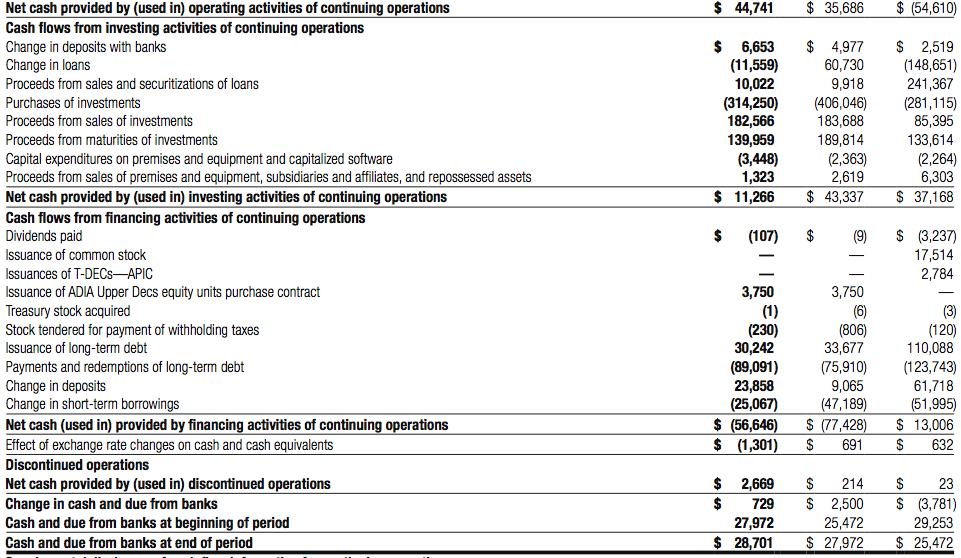 Net cash provided by (used in) operating activities of continuing operations $ 44,741 $ 35,686 $ (54,610)
Cash flows from investing activities of continuing operations
Change in deposits with banks $ 6,653 $ 4,977 $ 2,519
Change in loans (11,559) 60,730 (148,651)
Proceeds from sales and securitizations of loans 10,022 9,918 241,367
Purchases of investments (314,250) (406,046) (281,115)
Proceeds from sales of investments 182,566 183,688 85,395
Proceeds from maturities of investments 139,959 189,814 133,614
Capital expenditures on premises and equipment and capitalized software (3,448) (2,363) (2,264)
Proceeds from sales of premises and equipment, subsidiaries and affiliates, and repossessed assets 1,323 2,619 6,303
Net cash provided by (used in) investing activities of continuing operations $ 11,266 $ 43,337 $ 37,168
Cash flows from financing activities of continuing operations
Dividends paid $ (107) $ (9) $ (3,237)
Issuance of common stock — — 17,514
Issuances of T-DECs—APIC — — 2,784
Issuance of ADIA Upper Decs equity units purchase contract 3,750 3,750 —
Treasury stock acquired (1) (6) (3)
Stock tendered for payment of withholding taxes (230) (806) (120)
Issuance of long-term debt 30,242 33,677 110,088
Payments and redemptions of long-term debt (89,091) (75,910) (123,743)
Change in deposits 23,858 9,065 61,718
Change in short-term borrowings (25,067) (47,189) (51,995)
Net cash (used in) provided by financing activities of continuing operations $ (56,646) $ (77,428) $ 13,006
Effect of exchange rate changes on cash and cash equivalents $ (1,301) $ 691 $ 632
Discontinued operations
Net cash provided by (used in) discontinued operations $ 2,669 $ 214 $ 23
Change in cash and due from banks $ 729 $ 2,500 $ (3,781)
Cash and due from banks at beginning of period 27,972 25,472 29,253
Cash and due from banks at end of period $ 28,701 $ 27,972 $ 25,472